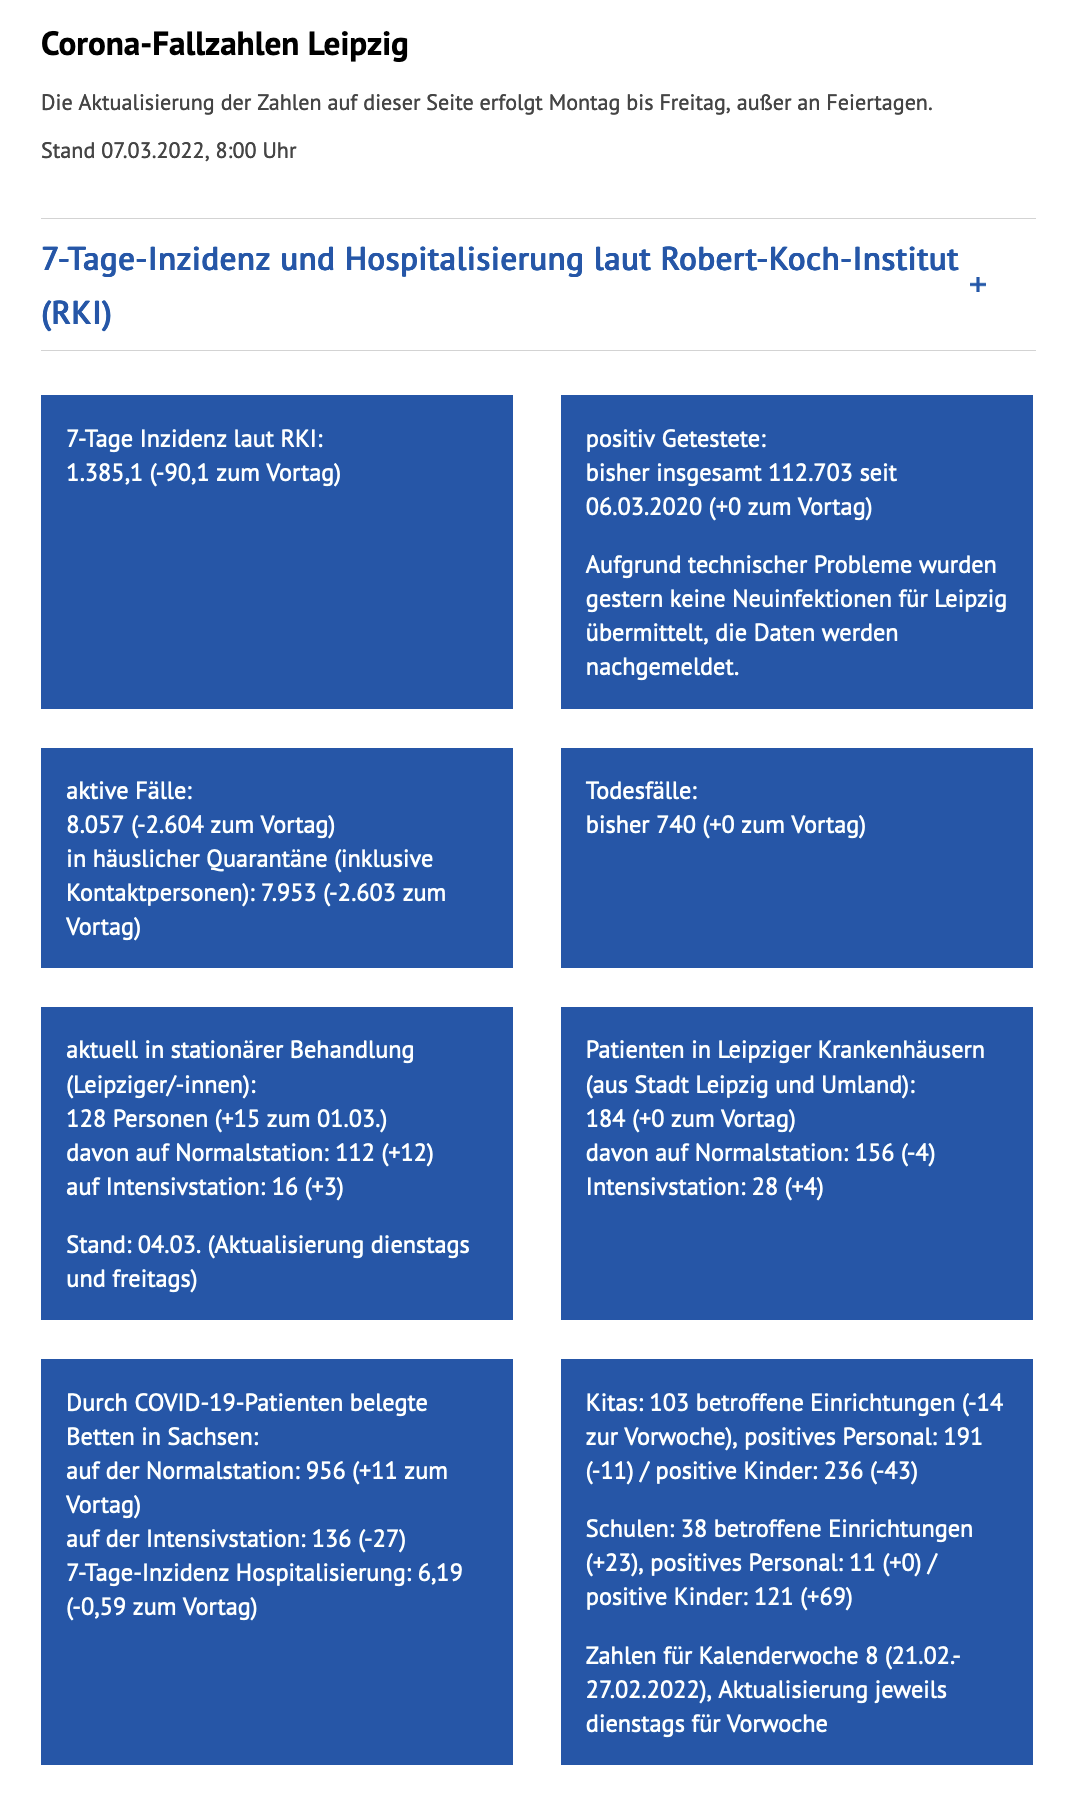 Corona-Fallzahlen Leipzig
Die Aktualisierung der Zahlen auf dieser Seite erfolgt Montag bis Freitag, außer an Feiertagen.
Stand 07.03.2022, 8:00 Uhr
7-Tage-Inzidenz und Hospitalisierung laut Robert-Koch-Institut
(RKI)
+
7-Tage Inzidenz laut RKI:
1.385,1 (-90,1 zum Vortag)
positiv Getestete:
bisher insgesamt 112.703 seit
06.03.2020 (+0 zum Vortag)
Aufgrund technischer Probleme wurden
gestern keine Neuinfektionen für Leipzig
übermittelt, die Daten werden
nachgemeldet.
aktive Fälle:
8.057 (-2.604 zum Vortag)
in häuslicher Quarantäne (inklusive
Kontaktpersonen): 7.953 (-2.603 zum
Vortag)
Todesfälle:
bisher 740 (+0 zum Vortag)
aktuell in stationärer Behandlung
(Leipziger/-innen):
128 Personen (+15 zum 01.03.)
davon auf Normalstation: 112 (+12)
auf Intensivstation: 16 (+3)
Stand: 04.03. (Aktualisierung dienstags
und freitags)
Patienten in Leipziger Krankenhäusern
(aus Stadt Leipzig und Umland):
184 (+0 zum Vortag)
davon auf Normalstation: 156 (-4)
Intensivstation: 28 (+4)
Durch COVID-19-Patienten belegte
Betten in Sachsen:
auf der Normalstation: 956 (+11 zum
Vortag)
auf der Intensivstation: 136 (-27)
7-Tage-Inzidenz Hospitalisierung: 6,19
(-0,59 zum Vortag)
Kitas: 103 betroffene Einrichtungen (-14
zur Vorwoche), positives Personal: 191
(-11) / positive Kinder: 236 (-43)
Schulen: 38 betroffene Einrichtungen
(+23), positives Personal: 11 (+0) /
positive Kinder: 121 (+69)
Zahlen für Kalenderwoche 8 (21.02.-
27.02.2022), Aktualisierung jeweils
dienstags für Vorwoche